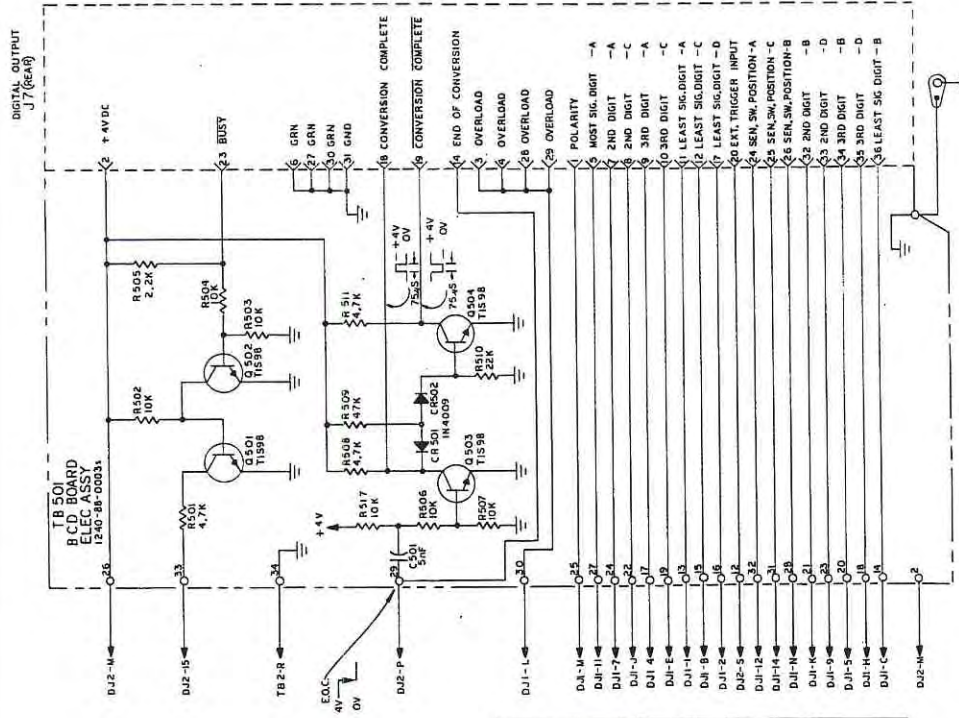 DIGITAL OUTPUT
J7 (REAR)
2 +4VDC
23 BUSY
6 GRN
27 GRN
30 GRN
31 GND
18 CONVERSION COMPLETE
19 CONVERSION COMPLETE
14 END OF CONVERSION
3 OVERLOAD
4 OVERLOAD
28 OVERLOAD
29 OVERLOAD
1 POLARITY
5 MOST SIG. DIGIT -A
7 2ND DIGIT -A
8 2ND DIGIT -C
9 3RD DIGIT -A
10 3RD DIGIT -C
11 LEAST SIG.DIGIT -A
12 LEAST SIG.DIGIT -C
17 LEAST SIG.DIGIT -D
20 EXT. TRIGGER INPUT
24 SEN.SW.POSITION-A
25 SEN.SW.POSITION-C
26 SEN.SW.POSITION-B
32 2ND DIGIT -B
33 2ND DIGIT -D
34 3RD DIGIT -B
35 3RD DIGIT -D
36 LEAST SIG DIGIT -B
TB 501
BCD BOARD
ELEC ASSY
1240-88-0003
R505
2.2K
R504
10K
R503
10K
Q502
TIS98
R502
10K
Q501
TIS98
R501
4.7K
+4V
0V
75µS
+4V
0V
75µS
R511
4.7K
Q504
TIS98
R510
22K
R509
47K
CR502
1N4009
CR501
R508
4.7K
Q503
TIS98
+4V
R517
10K
R506
10K
R507
10K
C501
5nF
26
33
34
29
30
25
27
24
22
17
19
13
15
16
12
32
31
28
21
23
20
18
14
2
E.O.C.
4V
0V
DJ2-M
DJ2-15
TB2-R
DJ2-P
DJ1-L
DJ1-M
DJ1-11
DJ1-7
DJ1-J
DJ1 4
DJ1-E
DJ1-1
DJ1-B
DJ1-2
DJ2-S
DJ1-12
DJ1-14
DJ1-N
DJ1-K
DJ1-9
DJ1-5
DJ1-H
DJ1-C
DJ2-M